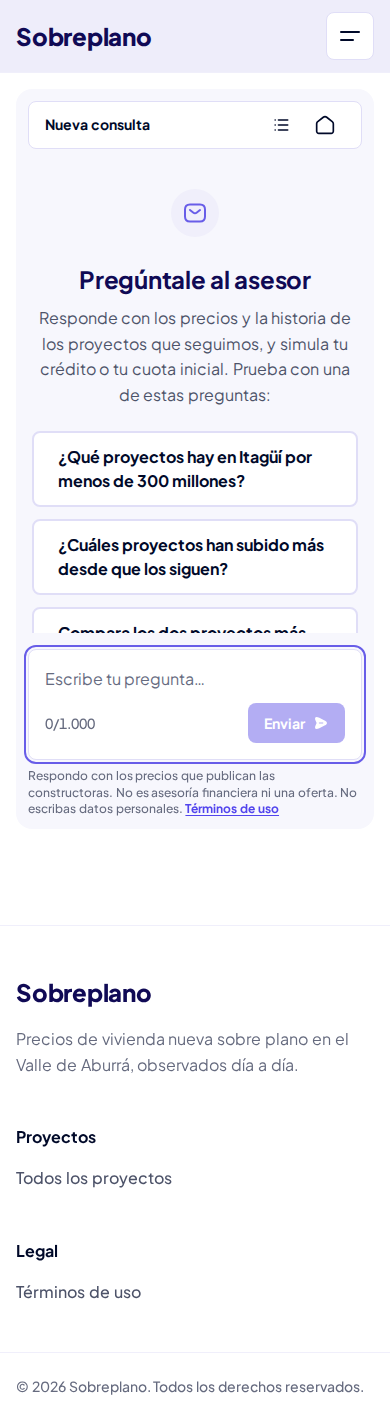 Sobreplano
Nueva consulta
Pregúntale al asesor
Responde con los precios y la historia de
los proyectos que seguimos, y simula tu
crédito o tu cuota inicial. Prueba con una
de estas preguntas:
¿Qué proyectos hay en Itagüí por
menos de 300 millones?
¿Cuáles proyectos han subido más
desde que los siguen?
Compara los dos proyectos más
Escribe tu pregunta…
0/1.000
Enviar
Respondo con los precios que publican las
constructoras. No es asesoría financiera ni una oferta. No
escribas datos personales. Términos de uso
Sobreplano
Precios de vivienda nueva sobre plano en el
Valle de Aburrá, observados día a día.
Proyectos
Todos los proyectos
Legal
Términos de uso
© 2026 Sobreplano. Todos los derechos reservados.